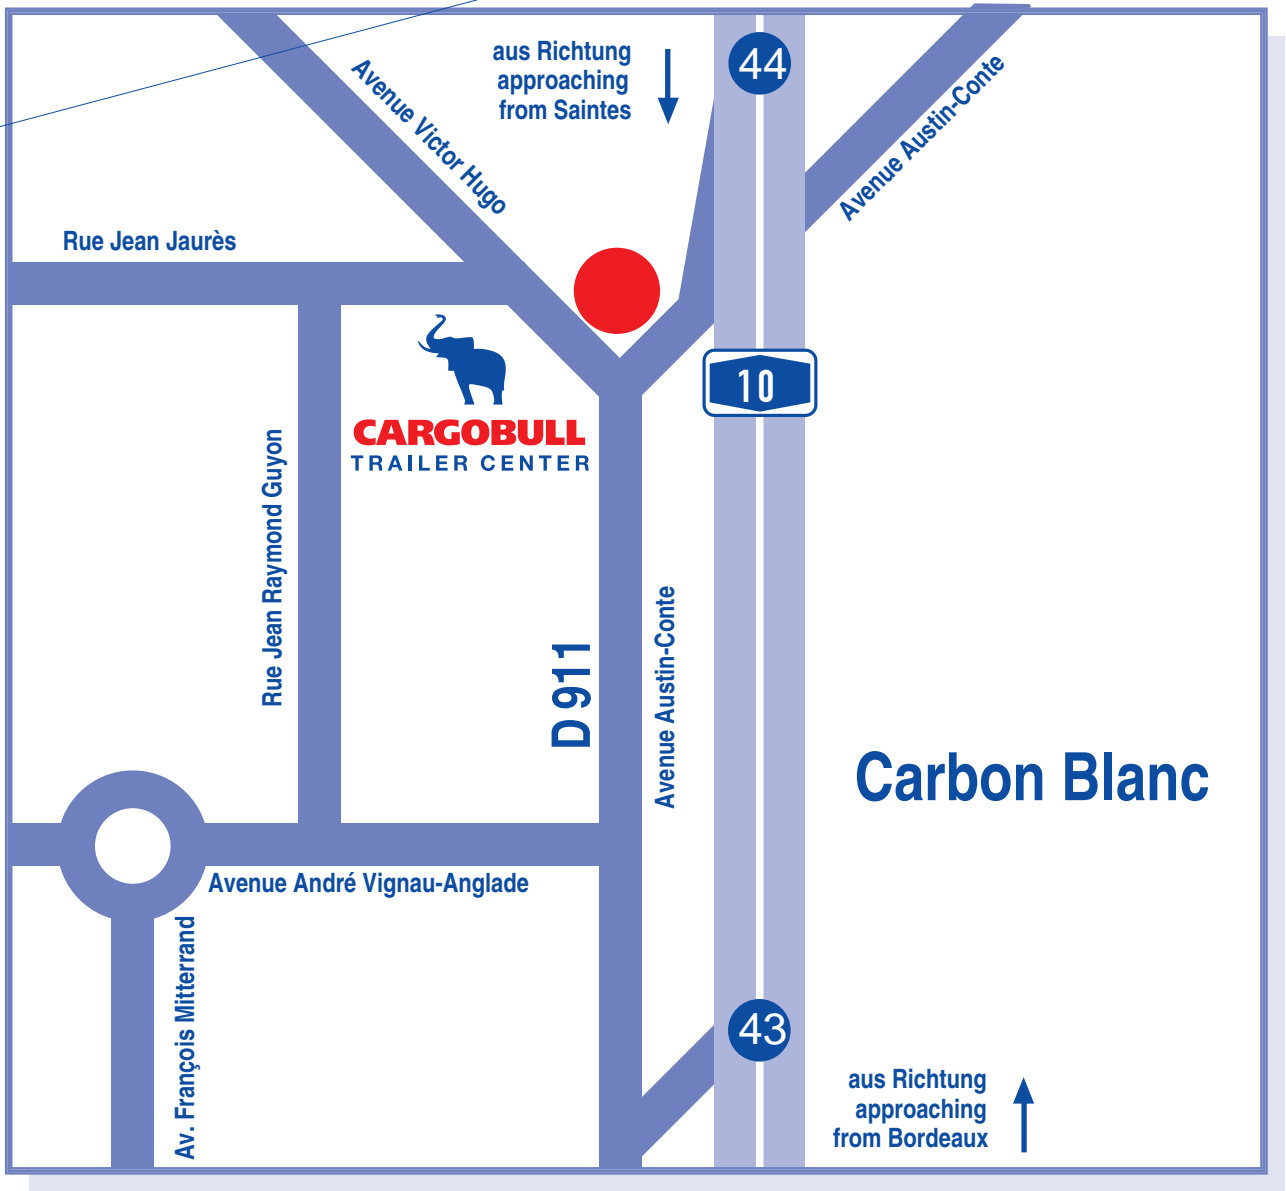 aus Richtung
approaching
from Saintes
44
Avenue Victor Hugo
Avenue Austin-Conte
Rue Jean Jaurès
10
CARGOBULL
TRAILER CENTER
Rue Jean Raymond Guyon
D 911
Avenue Austin-Conte
Carbon Blanc
Avenue André Vignau-Anglade
Av. François Mitterrand
43
aus Richtung
approaching
from Bordeaux